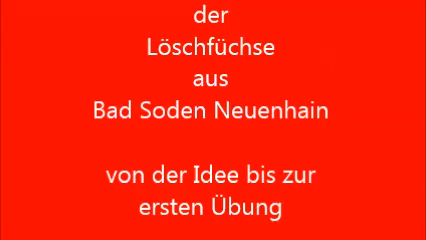 der
Löschfüchse
aus
Bad Soden Neuenhain
von der Idee bis zur
ersten Übung